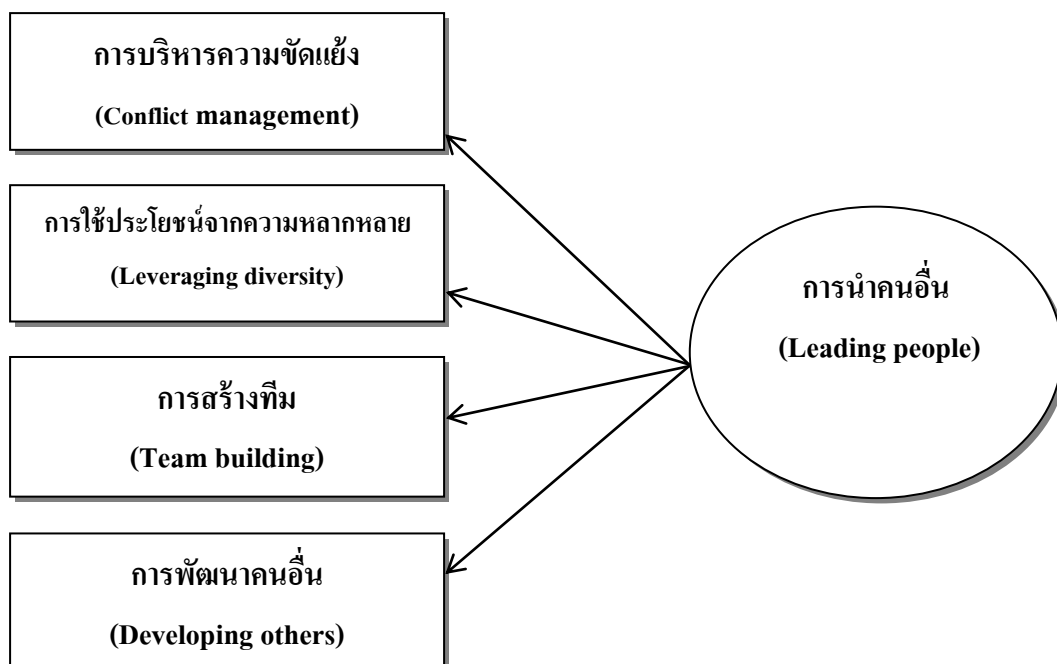 การบริหารความขัดแย้ง
(Conflict management)
การใช้ประโยชน์จากความหลากหลาย
(Leveraging diversity)
การสร้างทีม
(Team building)
การพัฒนาคนอื่น
(Developing others)
การนำคนอื่น
(Leading people)